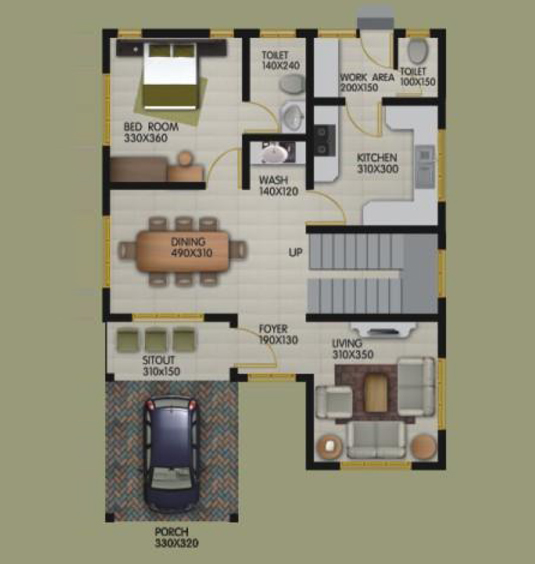 TOILET
140X240
WORK AREA
200X150
TOILET
100X150
BED ROOM
330X360
KITCHEN
310X300
WASH
140X120
DINING
490X310
UP
FOYER
190X130
LIVING
310X350
SITOUT
310x150
PORCH
330X320